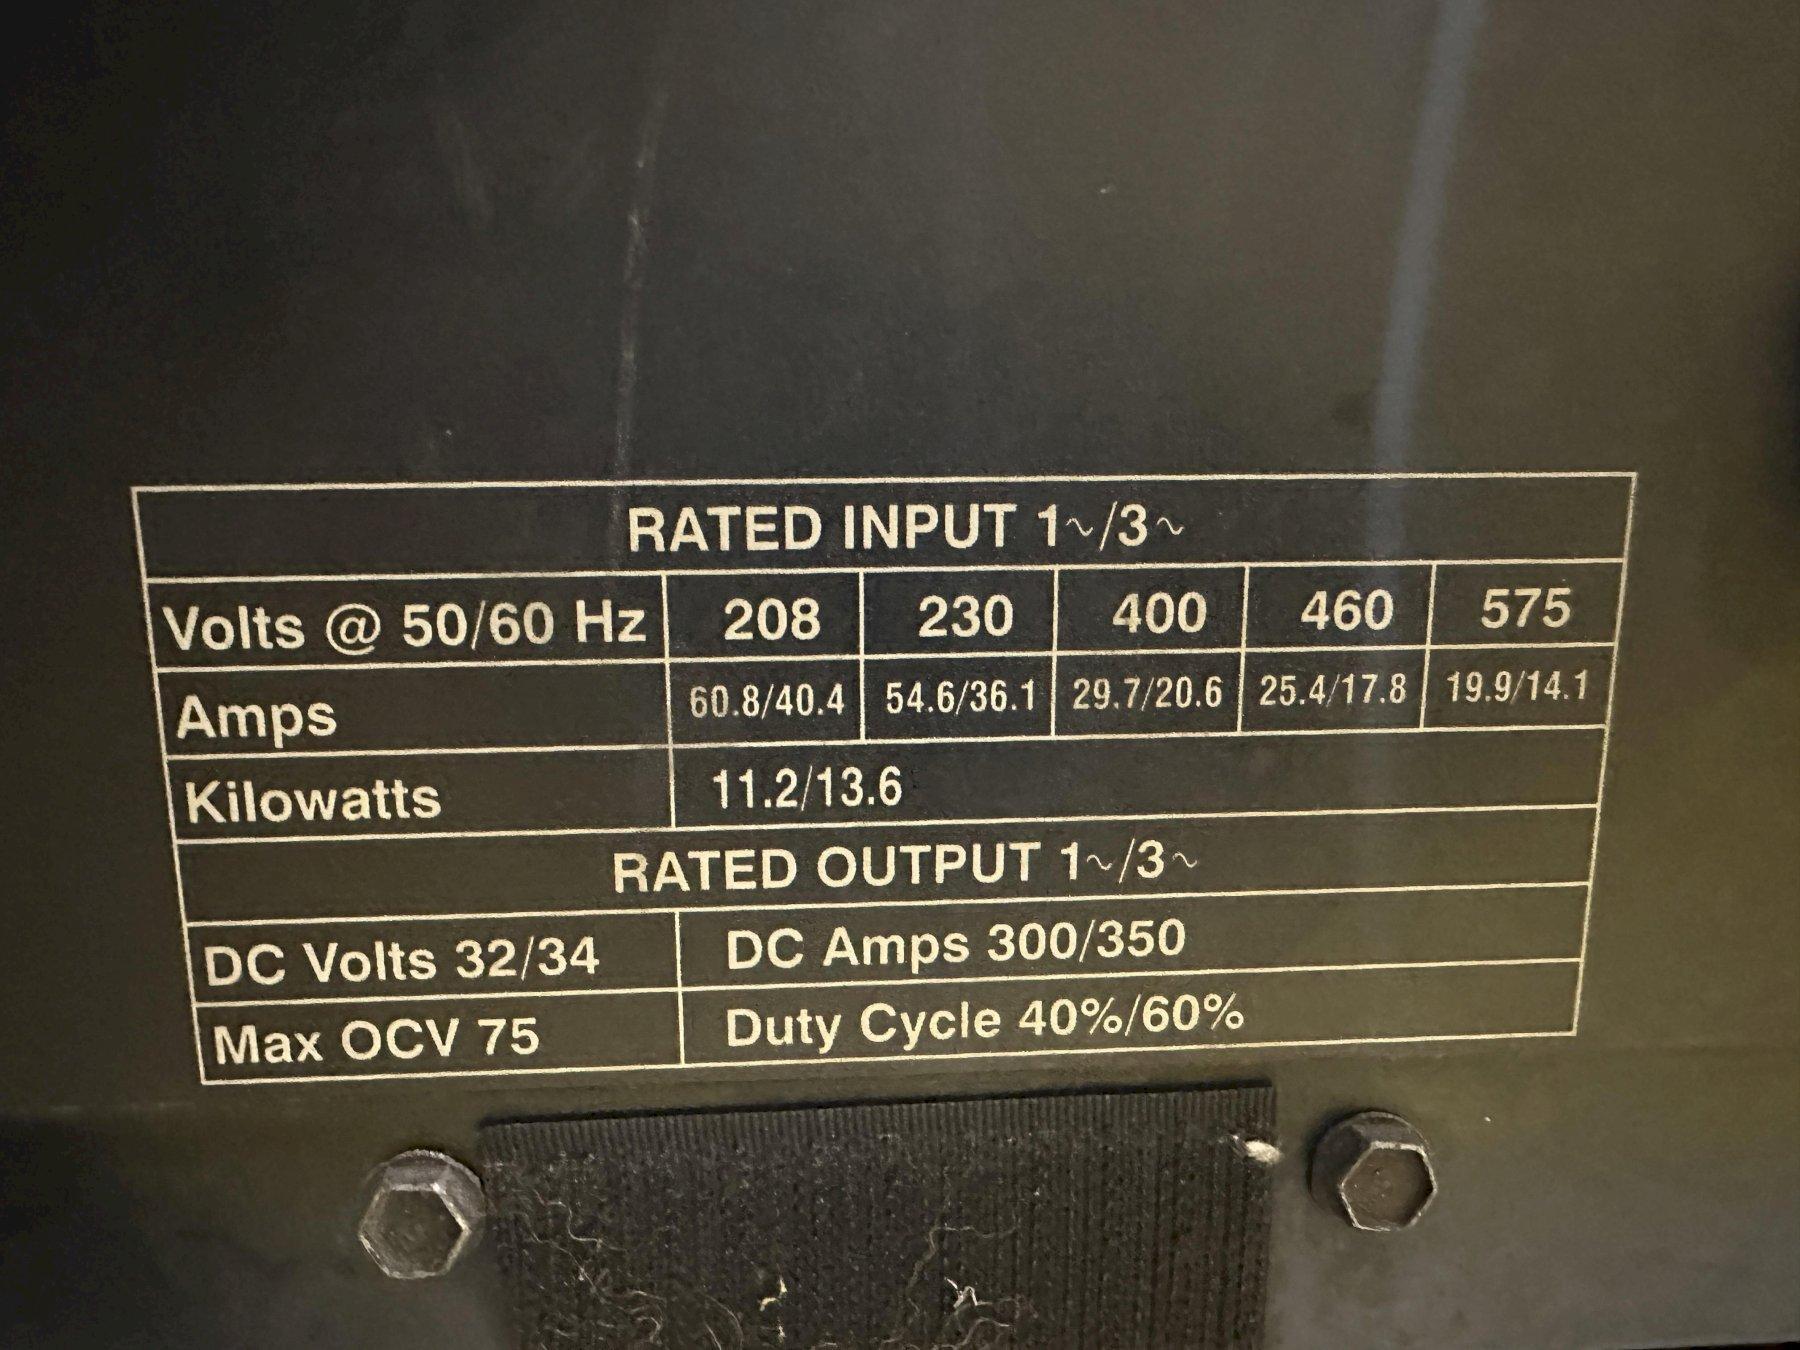 RATED INPUT 1~/3~
Volts @ 50/60 Hz 208 230 400 460 575
Amps 60.8/40.4 54.6/36.1 29.7/20.6 25.4/17.8 19.9/14.1
Kilowatts 11.2/13.6
RATED OUTPUT 1~/3~
DC Volts 32/34 DC Amps 300/350
Max OCV 75 Duty Cycle 40%/60%